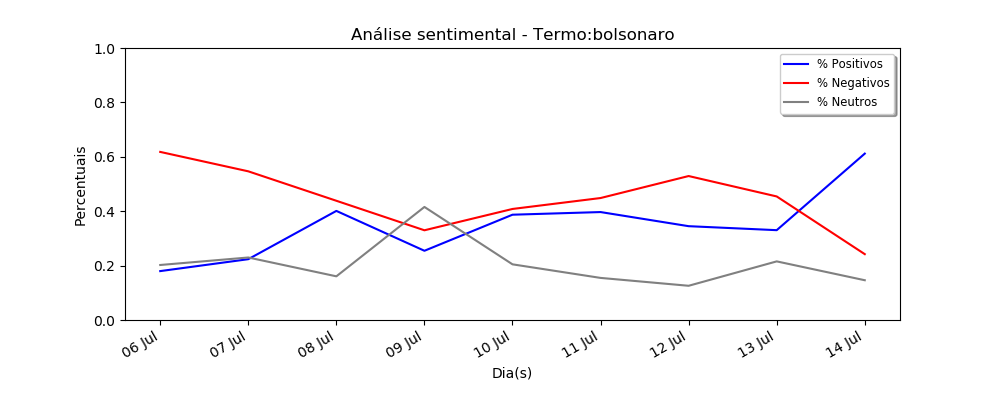 Análise sentimental - Termo:bolsonaro
1.0
0.8
0.6
0.4
0.2
0.0
Percentuais
% Positivos
% Negativos
% Neutros
06 Jul
07 Jul
08 Jul
09 Jul
10 Jul
11 Jul
12 Jul
13 Jul
14 Jul
Dia(s)